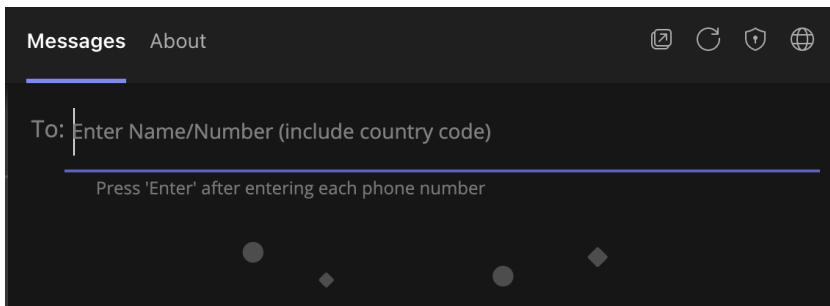 Messages About
To: Enter Name/Number (include country code)
Press 'Enter' after entering each phone number